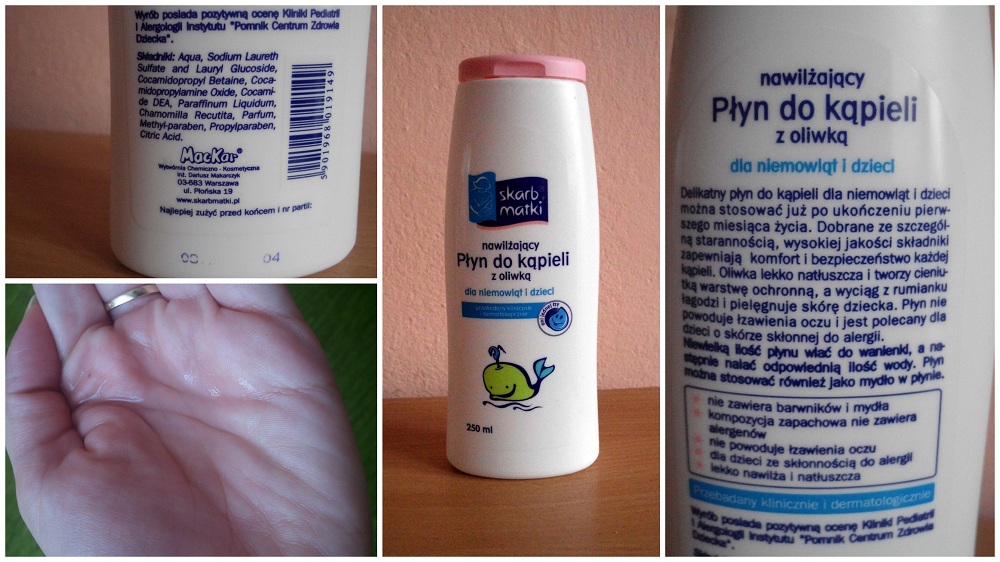 Wyrób posiada pozytywną ocenę Kliniki Pediatrii
i Alergologii Instytutu "Pomnik Centrum Zdrowia
Dziecka".
Składniki: Aqua, Sodium Laureth
Sulfate and Lauryl Glucoside,
Cocamidopropyl Betaine, Coca-
midopropylamine Oxide, Cocami-
de DEA, Paraffinum Liquidum,
Chamomilla Recutita, Parfum,
Methyl-paraben, Propylparaben,
Citric Acid.
5901968019149
MacKar®
Wytwórnia Chemiczno - Kosmetyczna
inż. Dariusz Makarczyk
03-683 Warszawa
ul. Płońska 19
www.skarbmatki.pl
Najlepiej zużyć przed końcem i nr partii:
04
skarb
matki
nawilżający
Płyn do kąpieli
z oliwką
dla niemowląt i dzieci
przebadany klinicznie
i dermatologicznie
250 ml
nawilżający
Płyn do kąpieli
z oliwką
dla niemowląt i dzieci
Delikatny płyn do kąpieli dla niemowląt i dzieci
można stosować już po ukończeniu pierw-
szego miesiąca życia. Dobrane ze szczegól-
ną starannością, wysokiej jakości składniki
zapewniają komfort i bezpieczeństwo każdej
kąpieli. Oliwka lekko natłuszcza i tworzy cieniu-
tką warstwę ochronną, a wyciąg z rumianku
łagodzi i pielęgnuje skórę dziecka. Płyn nie
powoduje łzawienia oczu i jest polecany dla
dzieci o skórze skłonnej do alergii.
Niewielką ilość płynu wlać do wanienki, a na-
stępnie nalać odpowiednią ilość wody. Płyn
można stosować również jako mydło w płynie.
nie zawiera barwników i mydła
kompozycja zapachowa nie zawiera
alergenów
nie powoduje łzawienia oczu
dla dzieci ze skłonnością do alergii
lekko nawilża i natłuszcza
Przebadany klinicznie i dermatologicznie
Wyrób posiada pozytywną ocenę Kliniki Pediatrii
i Alergologii Instytutu "Pomnik Centrum Zdrowia
Dziecka".